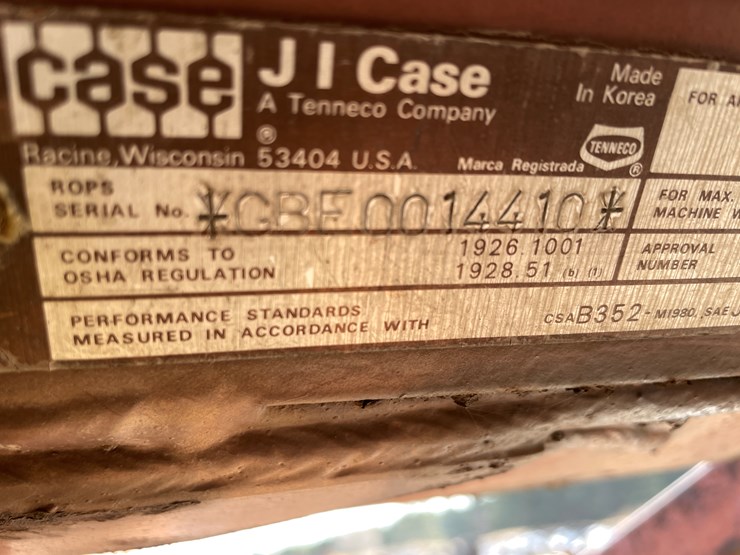 case
J I Case
A Tenneco Company
®
Racine, Wisconsin 53404 U.S.A.
Marca Registrada
TENNECO
®
Made
In Korea
FOR
ROPS
SERIAL No.
FOR MAX.
MACHINE
CONFORMS TO
OSHA REGULATION
1926.1001
1928.51 (b) (1)
APPROVAL
NUMBER
PERFORMANCE STANDARDS
MEASURED IN ACCORDANCE WITH
CSA B352 - M1980, SAE